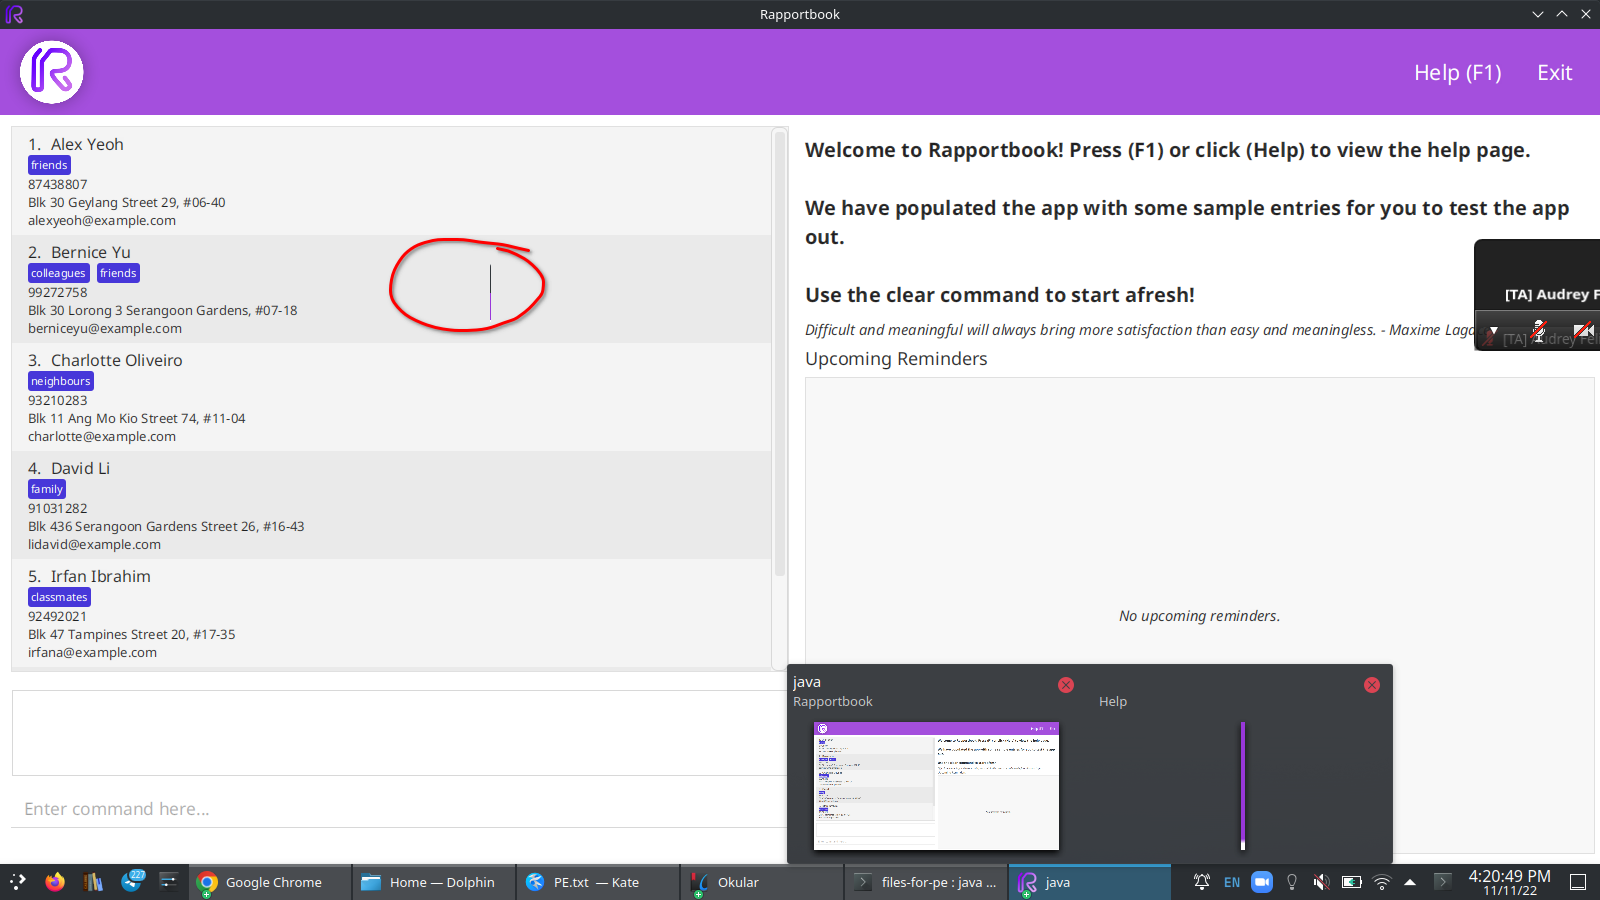 Rapportbook
Help (F1) Exit
1. Alex Yeoh
friends
87438807
Blk 30 Geylang Street 29, #06-40
alexyeoh@example.com
2. Bernice Yu
colleagues friends
99272758
Blk 30 Lorong 3 Serangoon Gardens, #07-18
berniceyu@example.com
3. Charlotte Oliveiro
neighbours
93210283
Blk 11 Ang Mo Kio Street 74, #11-04
charlotte@example.com
4. David Li
family
91031282
Blk 436 Serangoon Gardens Street 26, #16-43
lidavid@example.com
5. Irfan Ibrahim
classmates
92492021
Blk 47 Tampines Street 20, #17-35
irfana@example.com
Enter command here...
Welcome to Rapportbook! Press (F1) or click (Help) to view the help page.
We have populated the app with some sample entries for you to test the app
out.
Use the clear command to start afresh!
Difficult and meaningful will always bring more satisfaction than easy and meaningless. - Maxime Laga
[TA] Audrey F
[TA] Audrey Feli
Upcoming Reminders
No upcoming reminders.
java
Rapportbook
Help
227
Google Chrome
Home — Dolphin
PE.txt — Kate
Okular
files-for-pe : java ...
java
EN
4:20:49 PM
11/11/22